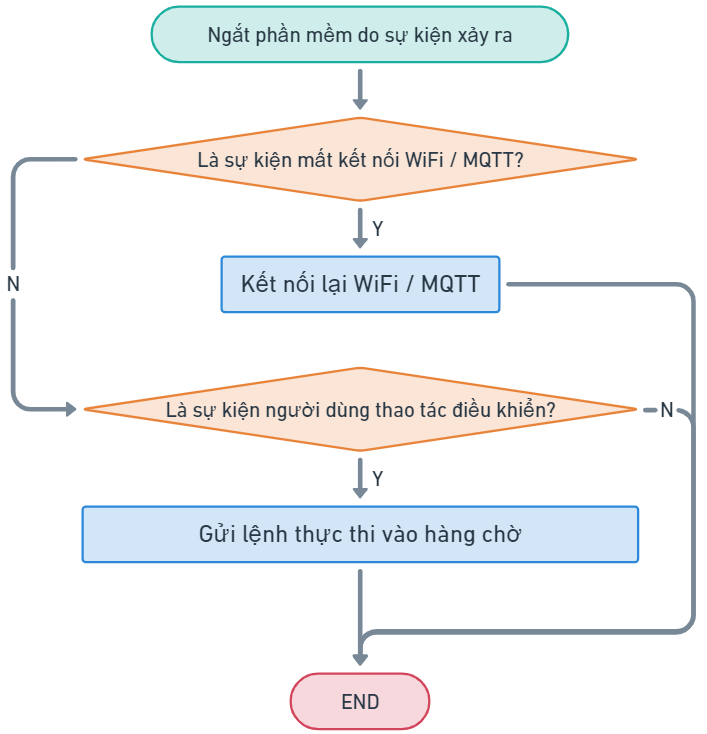 Ngắt phần mềm do sự kiện xảy ra
Là sự kiện mất kết nối WiFi / MQTT?
Y
Kết nối lại WiFi / MQTT
N
Là sự kiện người dùng thao tác điều khiển?
N
Y
Gửi lệnh thực thi vào hàng chờ
END